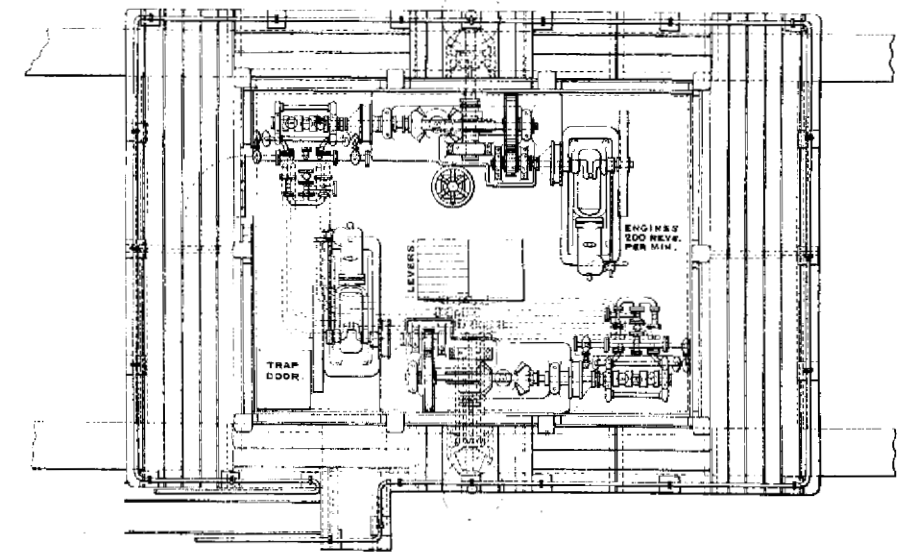 ENGINES
200 REVS.
PER MIN.
LEVERS
TRAP
DOOR.